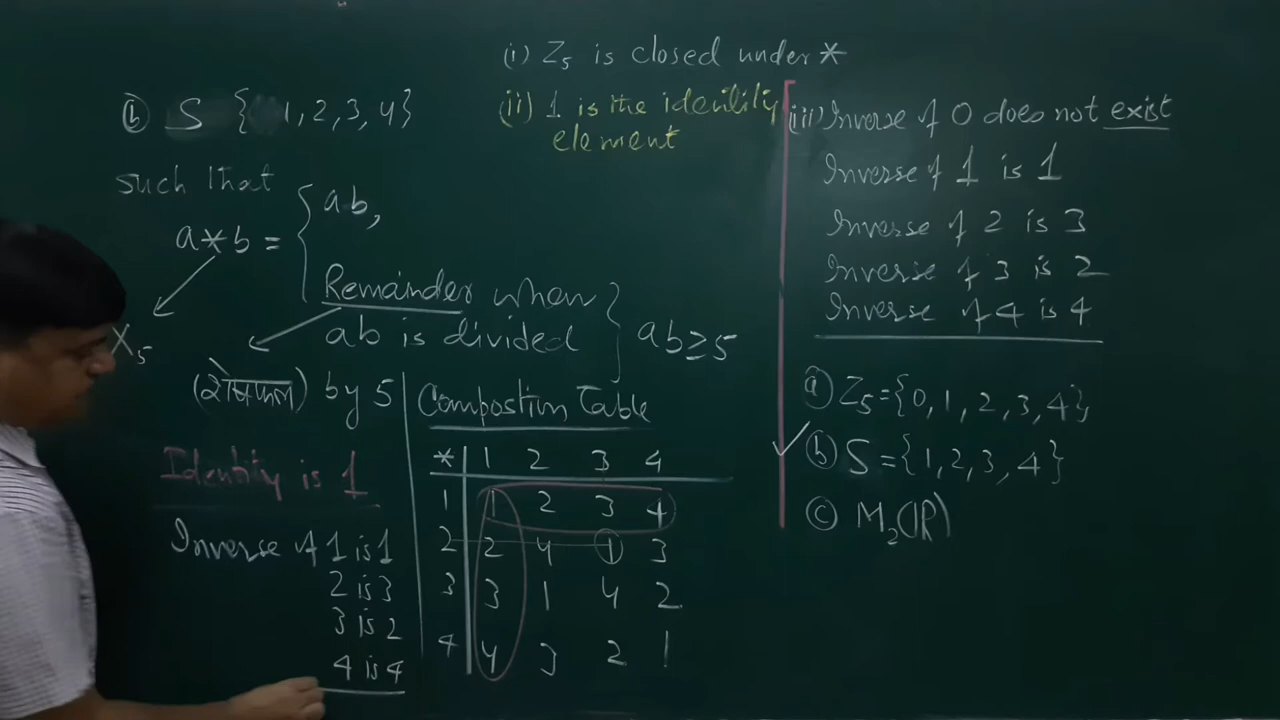 (i) Z5 is closed under *
(ii) 1 is the identity
element
(b) S {1, 2, 3, 4}
such that
a * b = { ab,
Remainder when
ab is divided } ab ≥ 5
by 5
X5
(शेषफल)
Identity is 1
Inverse of 1 is 1
2 is 3
3 is 2
4 is 4
Compostion Table
* 1 2 3 4
1 1 2 3 4
2 2 4 1 3
3 3 1 4 2
4 4 3 2 1
(iii) Inverse of 0 does not exist
Inverse of 1 is 1
Inverse of 2 is 3
Inverse of 3 is 2
Inverse of 4 is 4
(a) Z5 = {0, 1, 2, 3, 4},
✓ (b) S = {1, 2, 3, 4}
(c) M2(R)